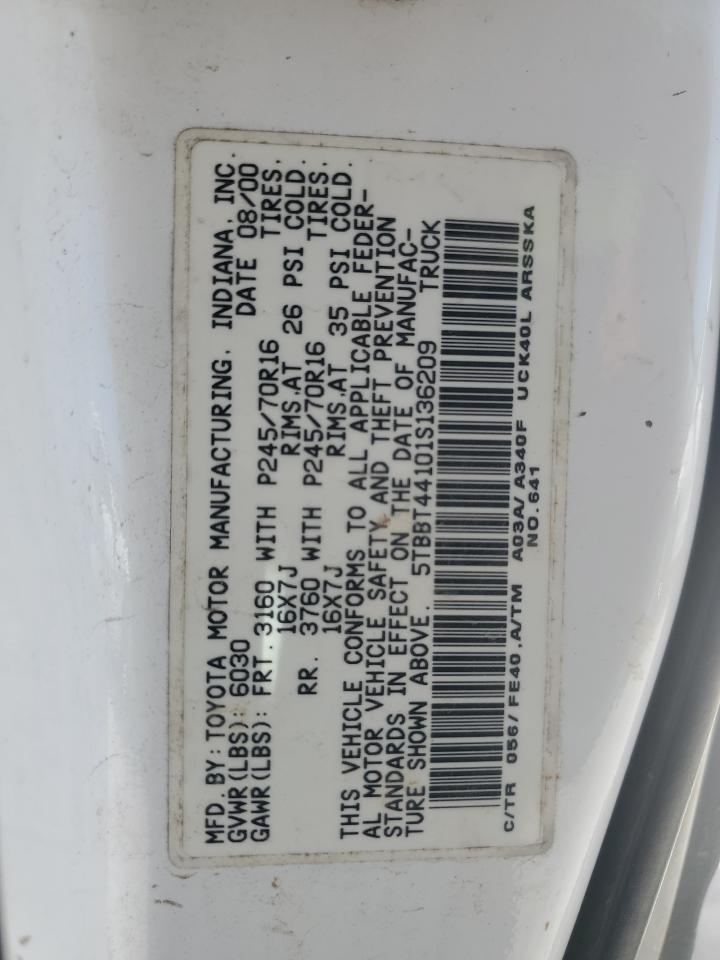 MFD. BY: TOYOTA MOTOR MANUFACTURING, INDIANA, INC.
GVWR(LBS): 6030 DATE 08/00
GAWR(LBS): FRT. 3160 WITH P245/70R16 TIRES,
16X7J RIMS,AT 26 PSI COLD.
RR. 3760 WITH P245/70R16 TIRES,
16X7J RIMS,AT 35 PSI COLD.
THIS VEHICLE CONFORMS TO ALL APPLICABLE FEDER-
AL MOTOR VEHICLE SAFETY AND THEFT PREVENTION
STANDARDS IN EFFECT ON THE DATE OF MANUFAC-
TURE SHOWN ABOVE. 5TBBT44101S136209 TRUCK
C/TR 056/FE40,A/TM A03A/A340F UCK40L ARSSKA
NO.641